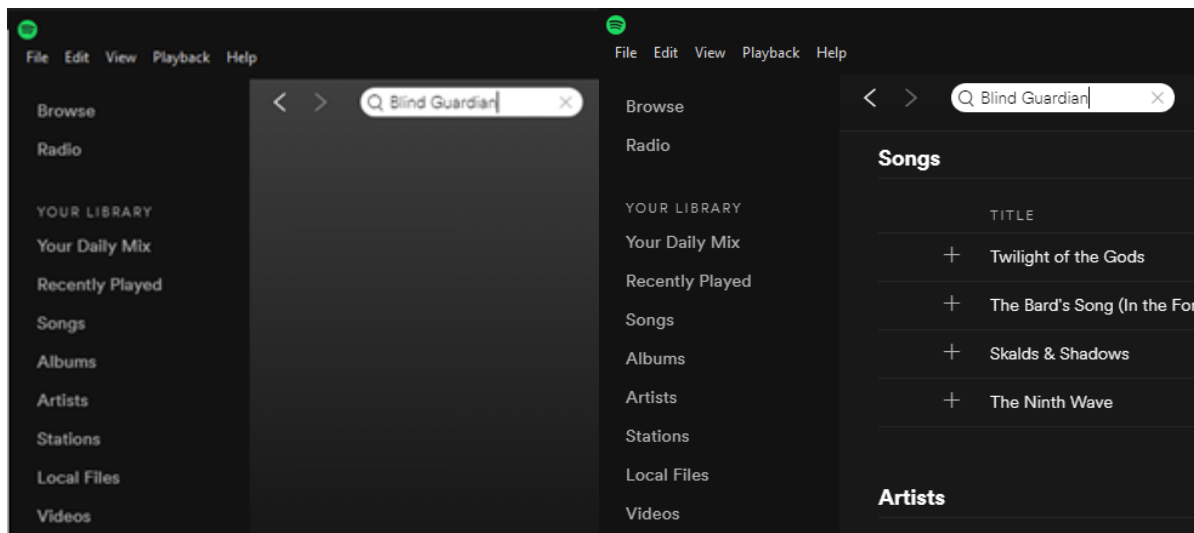 File Edit View Playback Help
Blind Guardian
Browse
Radio
YOUR LIBRARY
Your Daily Mix
Recently Played
Songs
Albums
Artists
Stations
Local Files
Videos
File Edit View Playback Help
Blind Guardian
Browse
Radio
YOUR LIBRARY
Your Daily Mix
Recently Played
Songs
Albums
Artists
Stations
Local Files
Videos
Songs
TITLE
Twilight of the Gods
The Bard's Song (In the For
Skalds & Shadows
The Ninth Wave
Artists